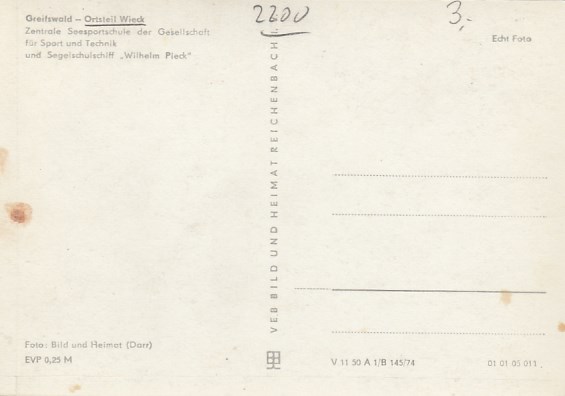 2200
3,-
Greifswald – Ortsteil Wieck
Zentrale Seesportschule der Gesellschaft
für Sport und Technik
und Segelschulschiff „Wilhelm Pieck“
Echt Foto
VEB BILD UND HEIMAT REICHENBACH i.
Foto: Bild und Heimat (Darr)
EVP 0,25 M
V 11 50 A 1/B 145/74
01 01 05 011